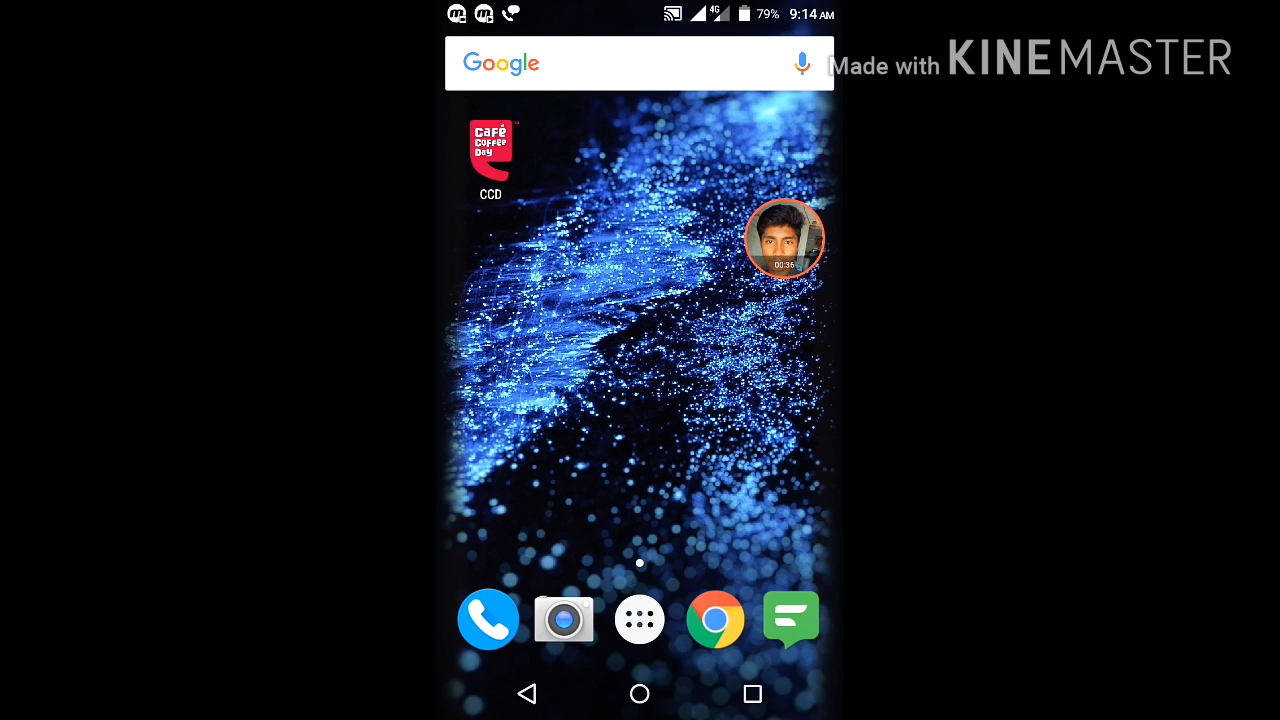 4G 79% 9:14 AM
Google
Made with KINEMASTER
café
coffee
Day
CCD
00:36